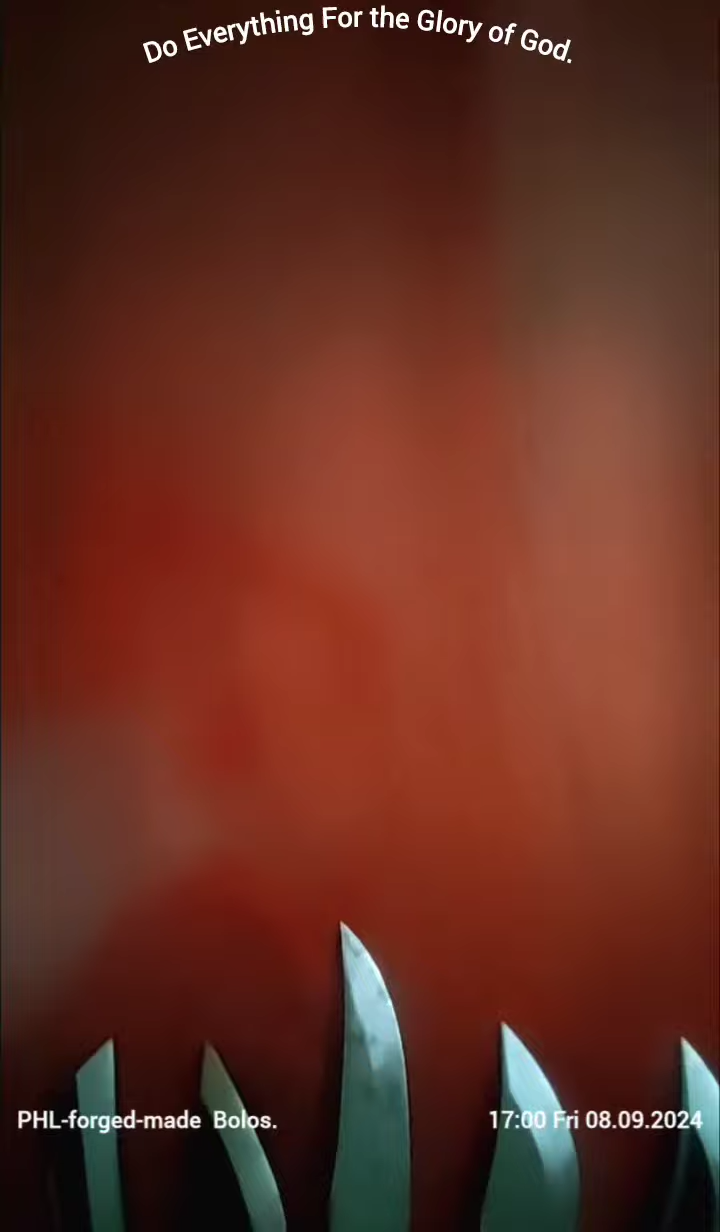 Do Everything For the Glory of God.
PHL-forged-made Bolos.
17:00 Fri 08.09.2024